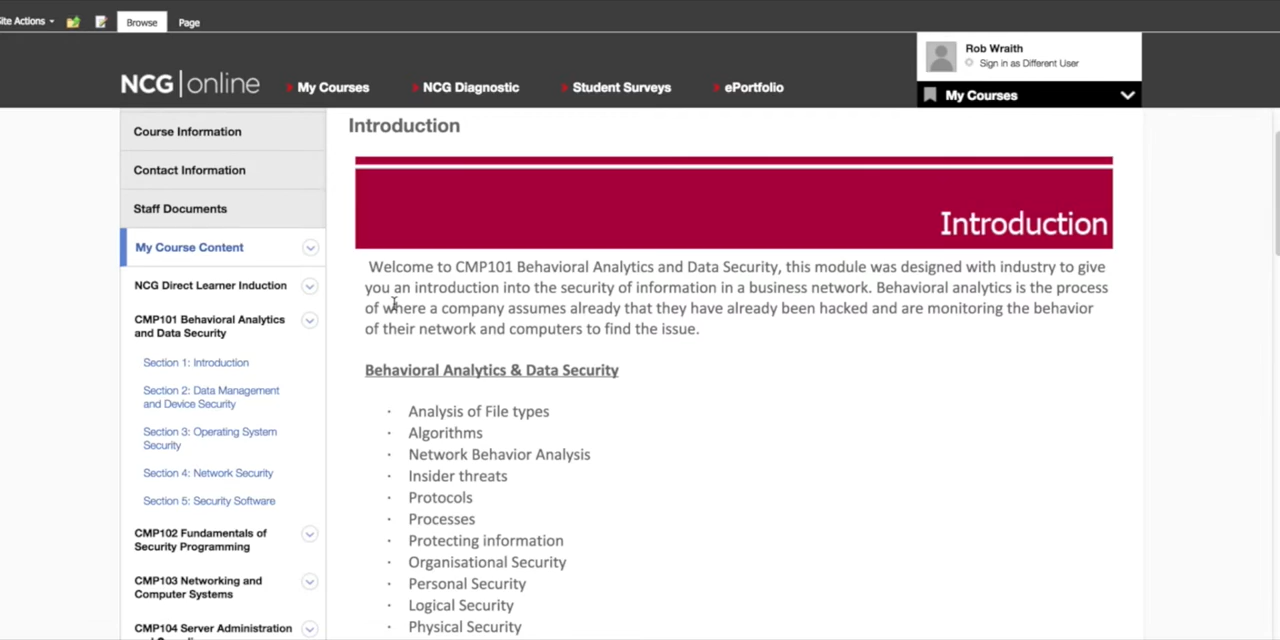 Site Actions
Browse
Page
Rob Wraith
Sign in as Different User
NCG|online
My Courses
NCG Diagnostic
Student Surveys
ePortfolio
My Courses
Course Information
Contact Information
Staff Documents
My Course Content
NCG Direct Learner Induction
CMP101 Behavioral Analytics
and Data Security
Section 1: Introduction
Section 2: Data Management
and Device Security
Section 3: Operating System
Security
Section 4: Network Security
Section 5: Security Software
CMP102 Fundamentals of
Security Programming
CMP103 Networking and
Computer Systems
CMP104 Server Administration
Introduction
Introduction
Welcome to CMP101 Behavioral Analytics and Data Security, this module was designed with industry to give
you an introduction into the security of information in a business network. Behavioral analytics is the process
of where a company assumes already that they have already been hacked and are monitoring the behavior
of their network and computers to find the issue.
Behavioral Analytics & Data Security
· Analysis of File types
· Algorithms
· Network Behavior Analysis
· Insider threats
· Protocols
· Processes
· Protecting information
· Organisational Security
· Personal Security
· Logical Security
· Physical Security